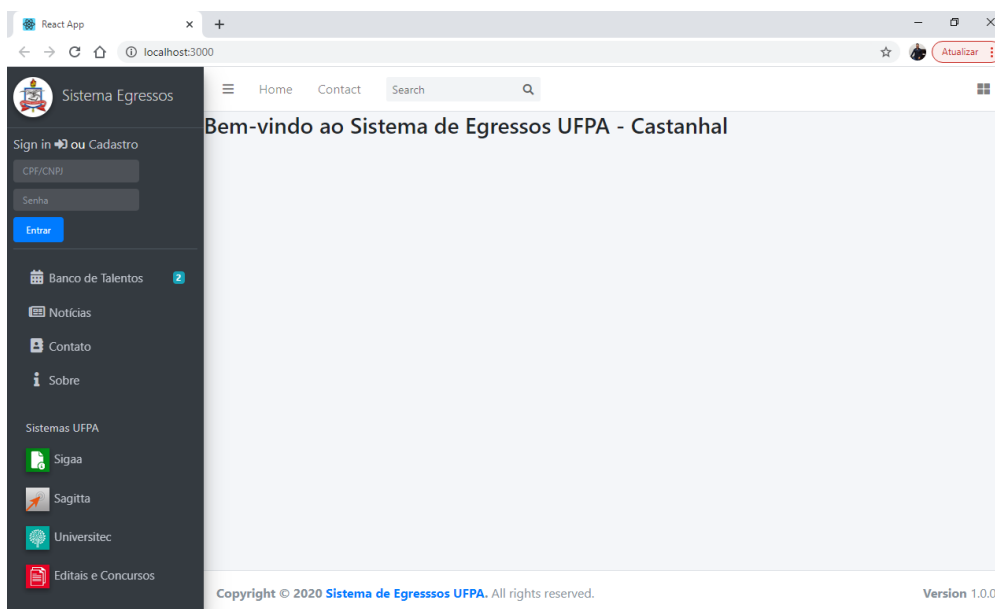 React App
localhost:3000
Atualizar
Sistema Egressos
Home Contact Search
Bem-vindo ao Sistema de Egressos UFPA - Castanhal
Sign in ou Cadastro
CPF/CNPJ
Senha
Entrar
Banco de Talentos 2
Notícias
Contato
Sobre
Sistemas UFPA
Sigaa
Sagitta
Universitec
Editais e Concursos
Copyright © 2020 Sistema de Egresssos UFPA. All rights reserved.
Version 1.0.0